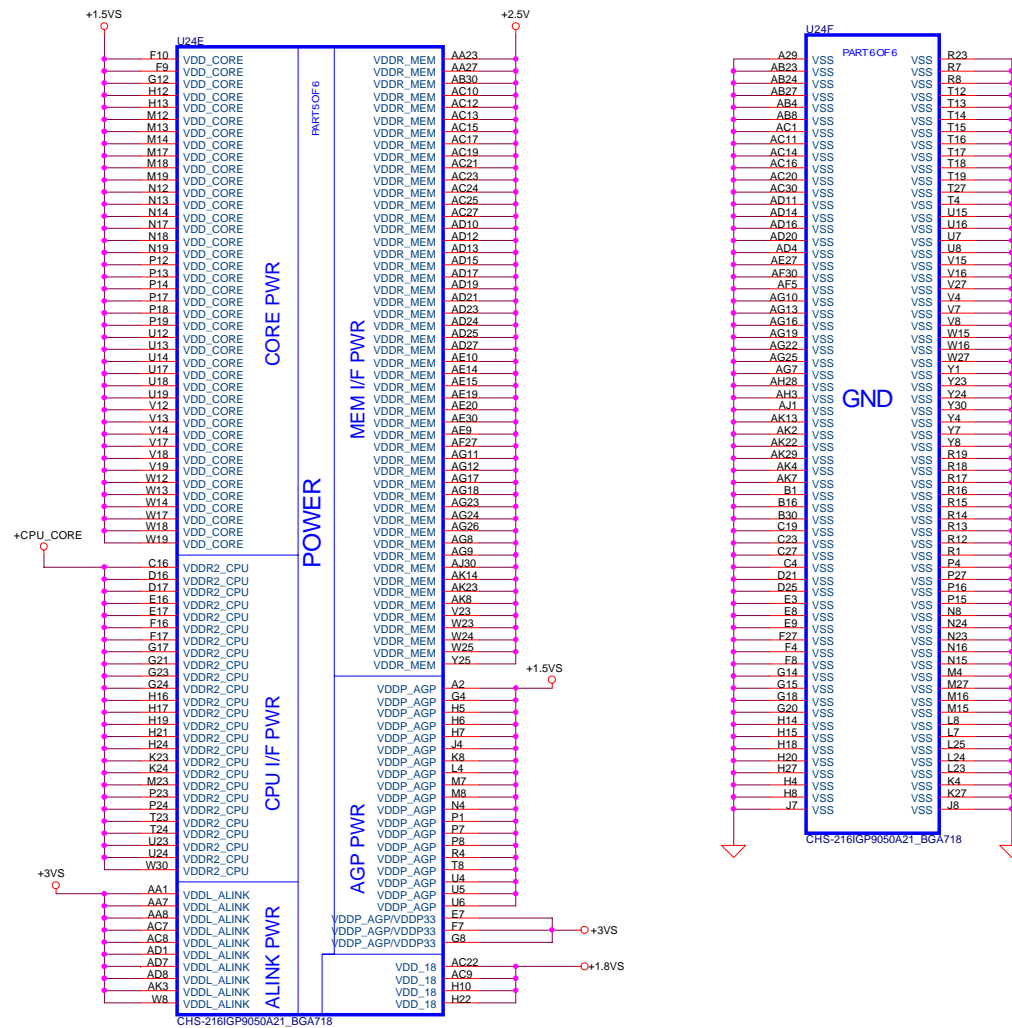 +1.5VS +2.5V
U24E U24F
F10 VDD_CORE VDDR_MEM AA23 A29 VSS PART6OF6 VSS R23
F9 VDD_CORE VDDR_MEM AA27 AB23 VSS VSS R7
G12 VDD_CORE VDDR_MEM AB30 AB24 VSS VSS R8
H12 VDD_CORE VDDR_MEM AC10 AB27 VSS VSS T12
H13 VDD_CORE VDDR_MEM AC12 AB4 VSS VSS T13
M12 VDD_CORE VDDR_MEM AC13 AB8 VSS VSS T14
M13 VDD_CORE PART5OF6 VDDR_MEM AC15 AC1 VSS VSS T15
M14 VDD_CORE VDDR_MEM AC17 AC11 VSS VSS T16
M17 VDD_CORE VDDR_MEM AC19 AC14 VSS VSS T17
M18 VDD_CORE VDDR_MEM AC21 AC16 VSS VSS T18
M19 VDD_CORE VDDR_MEM AC23 AC20 VSS VSS T19
N12 VDD_CORE VDDR_MEM AC24 AC30 VSS VSS T27
N13 VDD_CORE VDDR_MEM AC25 AD11 VSS VSS T4
N14 VDD_CORE VDDR_MEM AC27 AD14 VSS VSS U15
N17 VDD_CORE VDDR_MEM AD10 AD16 VSS VSS U16
N18 VDD_CORE VDDR_MEM AD12 AD20 VSS VSS U7
N19 VDD_CORE VDDR_MEM AD13 AD4 VSS VSS U8
P12 VDD_CORE VDDR_MEM AD15 AE27 VSS VSS V15
P13 VDD_CORE VDDR_MEM AD17 AF30 VSS VSS V16
P14 VDD_CORE VDDR_MEM AD19 AF5 VSS VSS V27
P17 VDD_CORE VDDR_MEM AD21 AG10 VSS VSS V4
P18 VDD_CORE VDDR_MEM AD23 AG13 VSS VSS V7
P19 VDD_CORE VDDR_MEM AD24 AG16 VSS VSS V8
U12 VDD_CORE VDDR_MEM AD25 AG19 VSS VSS W15
U13 VDD_CORE VDDR_MEM AD27 AG22 VSS VSS W16
U14 VDD_CORE VDDR_MEM AE10 AG25 VSS VSS W27
U17 VDD_CORE VDDR_MEM AE14 AG7 VSS VSS Y1
U18 VDD_CORE VDDR_MEM AE15 AH28 VSS VSS Y23
U19 VDD_CORE VDDR_MEM AE19 AH3 VSS VSS Y24
V12 VDD_CORE VDDR_MEM AE20 AJ1 VSS VSS Y30
V13 VDD_CORE VDDR_MEM AE30 AK13 VSS VSS Y4
V14 VDD_CORE VDDR_MEM AE9 AK2 VSS VSS Y7
V17 VDD_CORE VDDR_MEM AF27 AK22 VSS VSS Y8
V18 VDD_CORE VDDR_MEM AG11 AK29 VSS VSS R19
V19 VDD_CORE VDDR_MEM AG12 AK4 VSS VSS R18
W12 VDD_CORE VDDR_MEM AG17 AK7 VSS VSS R17
W13 VDD_CORE VDDR_MEM AG18 B1 VSS VSS R16
W14 VDD_CORE VDDR_MEM AG23 B16 VSS VSS R15
W17 VDD_CORE VDDR_MEM AG24 B30 VSS VSS R14
W18 VDD_CORE VDDR_MEM AG26 C19 VSS VSS R13
W19 VDD_CORE VDDR_MEM AG8 C23 VSS VSS R12
CORE PWR
MEM I/F PWR
POWER
GND
+CPU_CORE
VDDR_MEM AG9 C27 VSS VSS R1
C16 VDDR2_CPU VDDR_MEM AJ30 C4 VSS VSS P4
D16 VDDR2_CPU VDDR_MEM AK14 D21 VSS VSS P27
D17 VDDR2_CPU VDDR_MEM AK23 D25 VSS VSS P16
E16 VDDR2_CPU VDDR_MEM AK8 E3 VSS VSS P15
E17 VDDR2_CPU VDDR_MEM V23 E8 VSS VSS N8
F16 VDDR2_CPU VDDR_MEM W23 E9 VSS VSS N24
F17 VDDR2_CPU VDDR_MEM W24 F27 VSS VSS N23
G17 VDDR2_CPU VDDR_MEM W25 F4 VSS VSS N16
G21 VDDR2_CPU VDDR_MEM Y25 F8 VSS VSS N15
G23 VDDR2_CPU +1.5VS G14 VSS VSS M4
G24 VDDR2_CPU VDDP_AGP A2 G15 VSS VSS M27
H16 VDDR2_CPU VDDP_AGP G4 G18 VSS VSS M16
H17 VDDR2_CPU VDDP_AGP H5 G20 VSS VSS M15
H19 VDDR2_CPU VDDP_AGP H6 H14 VSS VSS L8
H21 VDDR2_CPU VDDP_AGP H7 H15 VSS VSS L7
H24 VDDR2_CPU VDDP_AGP J4 H18 VSS VSS L25
K23 VDDR2_CPU VDDP_AGP K8 H20 VSS VSS L24
K24 VDDR2_CPU VDDP_AGP L4 H27 VSS VSS L23
M23 VDDR2_CPU VDDP_AGP M7 H4 VSS VSS K4
P23 VDDR2_CPU VDDP_AGP M8 H8 VSS VSS K27
P24 VDDR2_CPU VDDP_AGP N4 J7 VSS VSS J8
T23 VDDR2_CPU VDDP_AGP P1
T24 VDDR2_CPU VDDP_AGP P7
U23 VDDR2_CPU VDDP_AGP P8 CHS-216IGP9050A21_BGA718
U24 VDDR2_CPU VDDP_AGP R4
W30 VDDR2_CPU VDDP_AGP T8
CPU I/F PWR
AGP PWR
+3VS VDDP_AGP U4
AA1 VDDL_ALINK VDDP_AGP U5
AA7 VDDL_ALINK VDDP_AGP U6
AA8 VDDL_ALINK VDDP_AGP/VDDP33 E7
AC7 VDDL_ALINK VDDP_AGP/VDDP33 F7 +3VS
AC8 VDDL_ALINK VDDP_AGP/VDDP33 G8
AD1 VDDL_ALINK
AD7 VDDL_ALINK VDD_18 AC22 +1.8VS
AD8 VDDL_ALINK VDD_18 AC9
AK3 VDDL_ALINK VDD_18 H10
W8 VDDL_ALINK VDD_18 H22
ALINK PWR
CHS-216IGP9050A21_BGA718